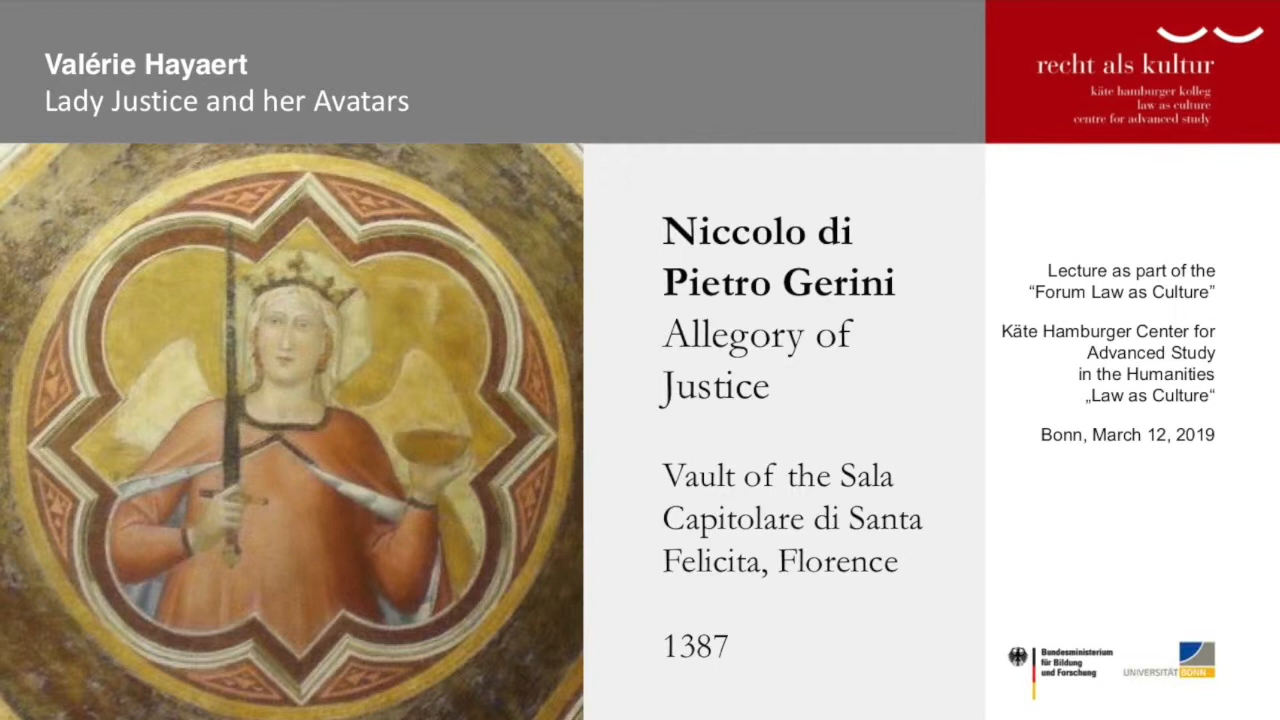 Valérie Hayaert
Lady Justice and her Avatars
recht als kultur
käte hamburger kolleg
law as culture
centre for advanced study
Niccolo di
Pietro Gerini
Allegory of
Justice
Vault of the Sala
Capitolare di Santa
Felicita, Florence
1387
Lecture as part of the
“Forum Law as Culture”
Käte Hamburger Center for
Advanced Study
in the Humanities
„Law as Culture“
Bonn, March 12, 2019
Bundesministerium
für Bildung
und Forschung
UNIVERSITÄT BONN